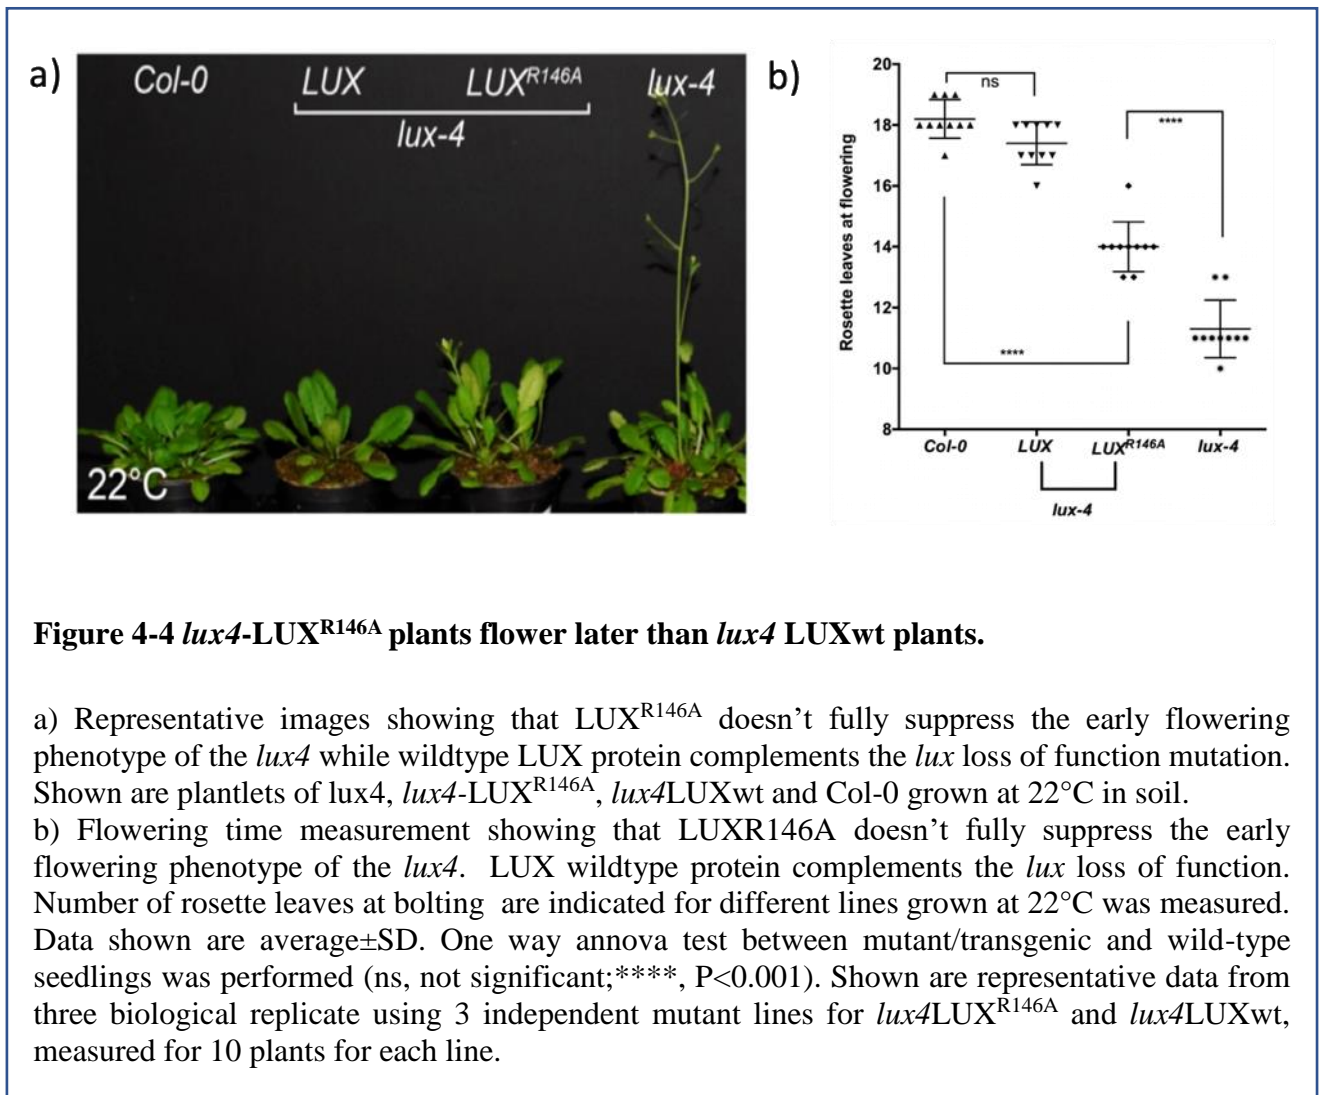 a)
Col-0 LUX LUXR146A lux-4
lux-4
22°C
b)
20
18
16
14
12
10
8
Rosette leaves at flowering
ns
****
****
Col-0 LUX LUXR146A lux-4
lux-4
Figure 4-4 lux4-LUXR146A plants flower later than lux4 LUXwt plants.
a) Representative images showing that LUXR146A doesn’t fully suppress the early flowering
phenotype of the lux4 while wildtype LUX protein complements the lux loss of function mutation.
Shown are plantlets of lux4, lux4-LUXR146A, lux4LUXwt and Col-0 grown at 22°C in soil.
b) Flowering time measurement showing that LUXR146A doesn’t fully suppress the early
flowering phenotype of the lux4. LUX wildtype protein complements the lux loss of function.
Number of rosette leaves at bolting are indicated for different lines grown at 22°C was measured.
Data shown are average±SD. One way annova test between mutant/transgenic and wild-type
seedlings was performed (ns, not significant;****, P<0.001). Shown are representative data from
three biological replicate using 3 independent mutant lines for lux4LUXR146A and lux4LUXwt,
measured for 10 plants for each line.